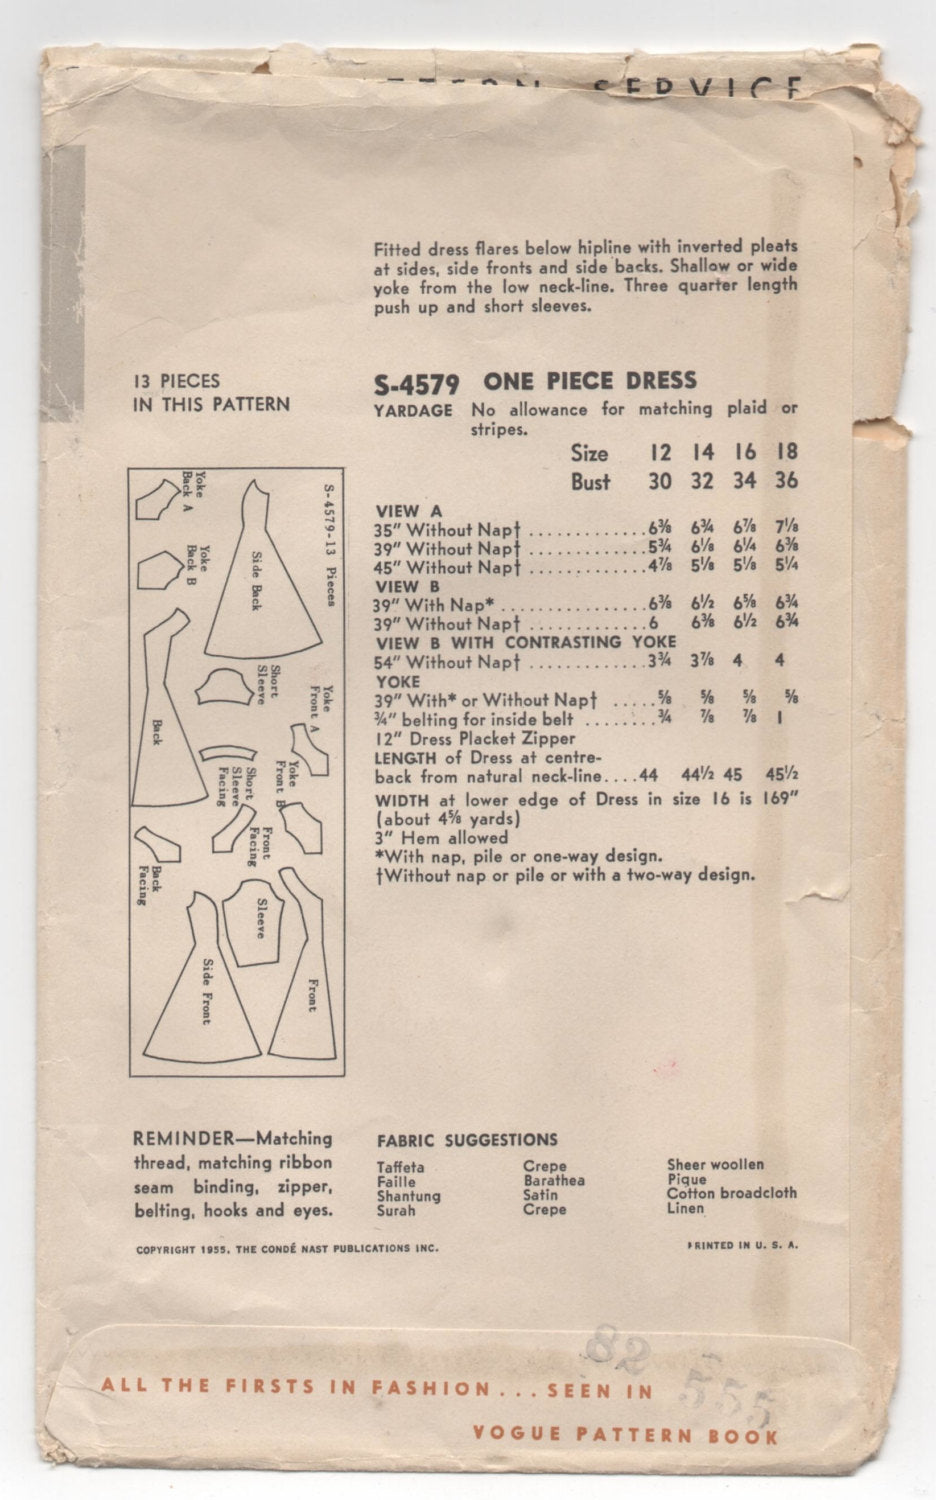 SERVICE
Fitted dress flares below hipline with inverted pleats
at sides, side fronts and side backs. Shallow or wide
yoke from the low neck-line. Three quarter length
push up and short sleeves.
13 PIECES
IN THIS PATTERN
S-4579 ONE PIECE DRESS
YARDAGE No allowance for matching plaid or
stripes.
Size 12 14 16 18
Bust 30 32 34 36
VIEW A
35" Without Nap† ............. 6⅜ 6¾ 6⅞ 7⅛
39" Without Nap† ............. 5¾ 6⅛ 6¼ 6⅜
45" Without Nap† ............. 4⅞ 5⅛ 5⅛ 5¼
VIEW B
39" With Nap* ................ 6⅜ 6½ 6⅝ 6¾
39" Without Nap† ............. 6 6⅜ 6½ 6¾
VIEW B WITH CONTRASTING YOKE
54" Without Nap† ............. 3¾ 3⅞ 4 4
YOKE
39" With* or Without Nap† ..... ⅝ ⅝ ⅝ ⅝
¾" belting for inside belt ........ ¾ ⅞ ⅞ 1
12" Dress Placket Zipper
LENGTH of Dress at centre-
back from natural neck-line.... 44 44½ 45 45½
WIDTH at lower edge of Dress in size 16 is 169"
(about 4⅝ yards)
3" Hem allowed
*With nap, pile or one-way design.
†Without nap or pile or with a two-way design.
S-4579-13 Pieces
Yoke
Back A
Side Back
Yoke
Back B
Short
Sleeve
Yoke
Front A
Back
Short
Sleeve
Facing
Yoke
Front B
Front
Facing
Back
Facing
Sleeve
Side Front
Front
REMINDER—Matching
thread, matching ribbon
seam binding, zipper,
belting, hooks and eyes.
FABRIC SUGGESTIONS
Taffeta
Faille
Shantung
Surah
Crepe
Barathea
Satin
Crepe
Sheer woollen
Pique
Cotton broadcloth
Linen
COPYRIGHT 1955, THE CONDÉ NAST PUBLICATIONS INC.
PRINTED IN U. S. A.
82
555
ALL THE FIRSTS IN FASHION... SEEN IN
VOGUE PATTERN BOOK